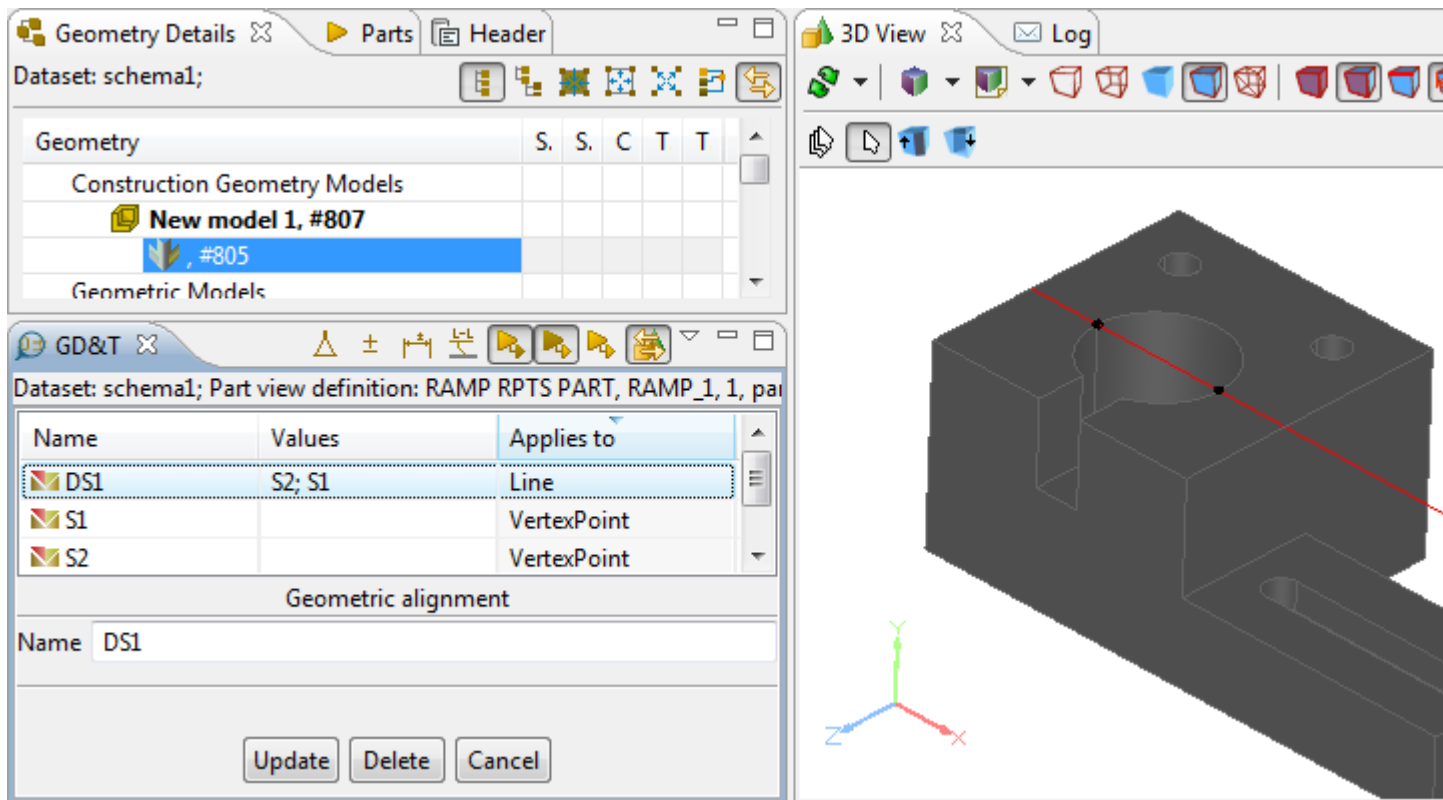 Geometry Details
Parts
Header
Dataset: schema1;
Geometry S. S. C T T
Construction Geometry Models
New model 1, #807
, #805
Geometric Models
GD&T
Dataset: schema1; Part view definition: RAMP RPTS PART, RAMP_1, 1, pa
Name Values Applies to
DS1 S2; S1 Line
S1 VertexPoint
S2 VertexPoint
Geometric alignment
Name DS1
Update Delete Cancel
3D View
Log
Y
Z
X